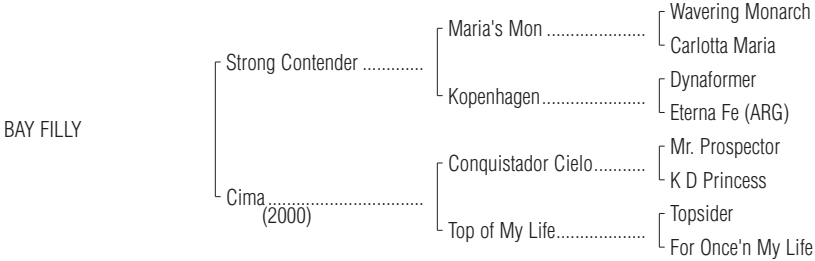 Wavering Monarch
Maria's Mon .....................
Carlotta Maria
Strong Contender .............
Dynaformer
Kopenhagen......................
Eterna Fe (ARG)
BAY FILLY
Mr. Prospector
Conquistador Cielo...........
K D Princess
Cima.................................
(2000)
Topsider
Top of My Life...................
For Once'n My Life